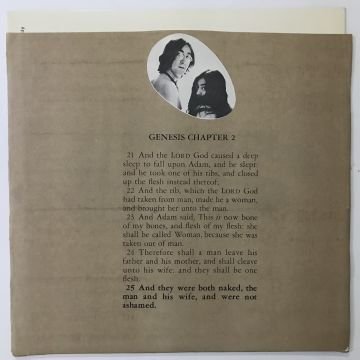 GENESIS CHAPTER 2
21 And the LORD God caused a deep
sleep to fall upon Adam, and he slept:
and he took one of his ribs, and closed
up the flesh instead thereof;
22 And the rib, which the LORD God
had taken from man, made he a woman,
and brought her unto the man.
23 And Adam said, This is now bone
of my bones, and flesh of my flesh: she
shall be called Woman, because she was
taken out of man.
24 Therefore shall a man leave his
father and his mother, and shall cleave
unto his wife: and they shall be one
flesh.
25 And they were both naked, the
man and his wife, and were not
ashamed.